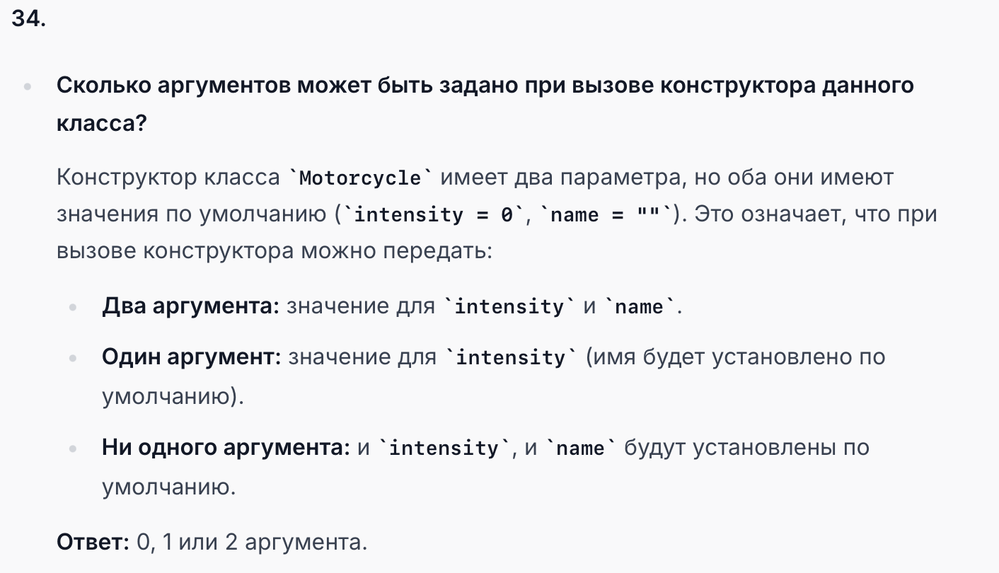 34.
Сколько аргументов может быть задано при вызове конструктора данного
класса?
Конструктор класса `Motorcycle` имеет два параметра, но оба они имеют
значения по умолчанию (`intensity = 0`, `name = ""`). Это означает, что при
вызове конструктора можно передать:
Два аргумента: значение для `intensity` и `name`.
Один аргумент: значение для `intensity` (имя будет установлено по
умолчанию).
Ни одного аргумента: и `intensity`, и `name` будут установлены по
умолчанию.
Ответ: 0, 1 или 2 аргумента.